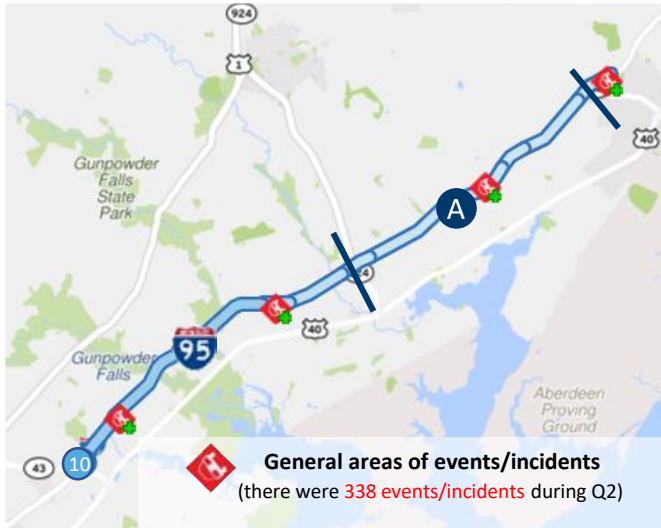 924
1
Gunpowder
Falls
State
Park
40
A
24
95
40
Gunpowder
Falls
Aberdeen
Proving
Ground
10
43
General areas of events/incidents
(there were 338 events/incidents during Q2)